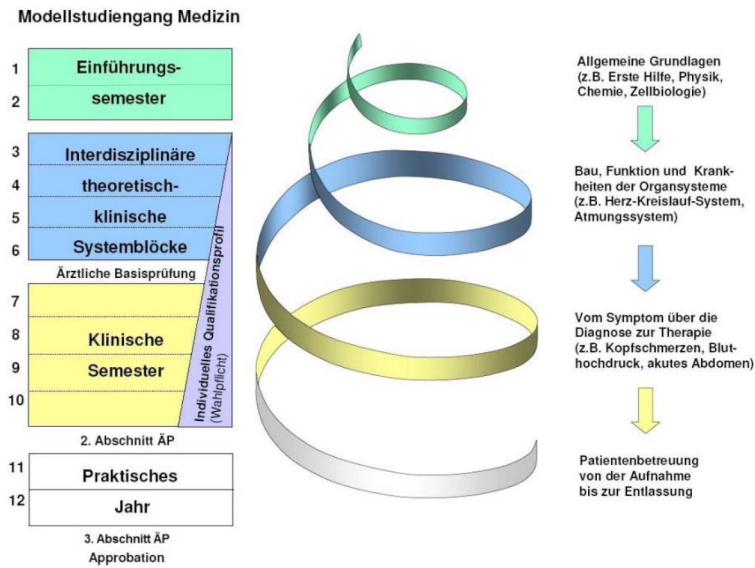 Modellstudiengang Medizin
1
Einführungs-
2
semester
3
Interdisziplinäre
4
theoretisch-
5
klinische
6
Systemblöcke
Ärztliche Basisprüfung
7
8
Klinische
9
Semester
10
Individuelles Qualifikationsprofil
(Wahlpflicht)
2. Abschnitt ÄP
11
Praktisches
12
Jahr
3. Abschnitt ÄP
Approbation
Allgemeine Grundlagen
(z.B. Erste Hilfe, Physik,
Chemie, Zellbiologie)
Bau, Funktion und Krank-
heiten der Organsysteme
(z.B. Herz-Kreislauf-System,
Atmungssystem)
Vom Symptom über die
Diagnose zur Therapie
(z.B. Kopfschmerzen, Blut-
hochdruck, akutes Abdomen)
Patientenbetreuung
von der Aufnahme
bis zur Entlassung